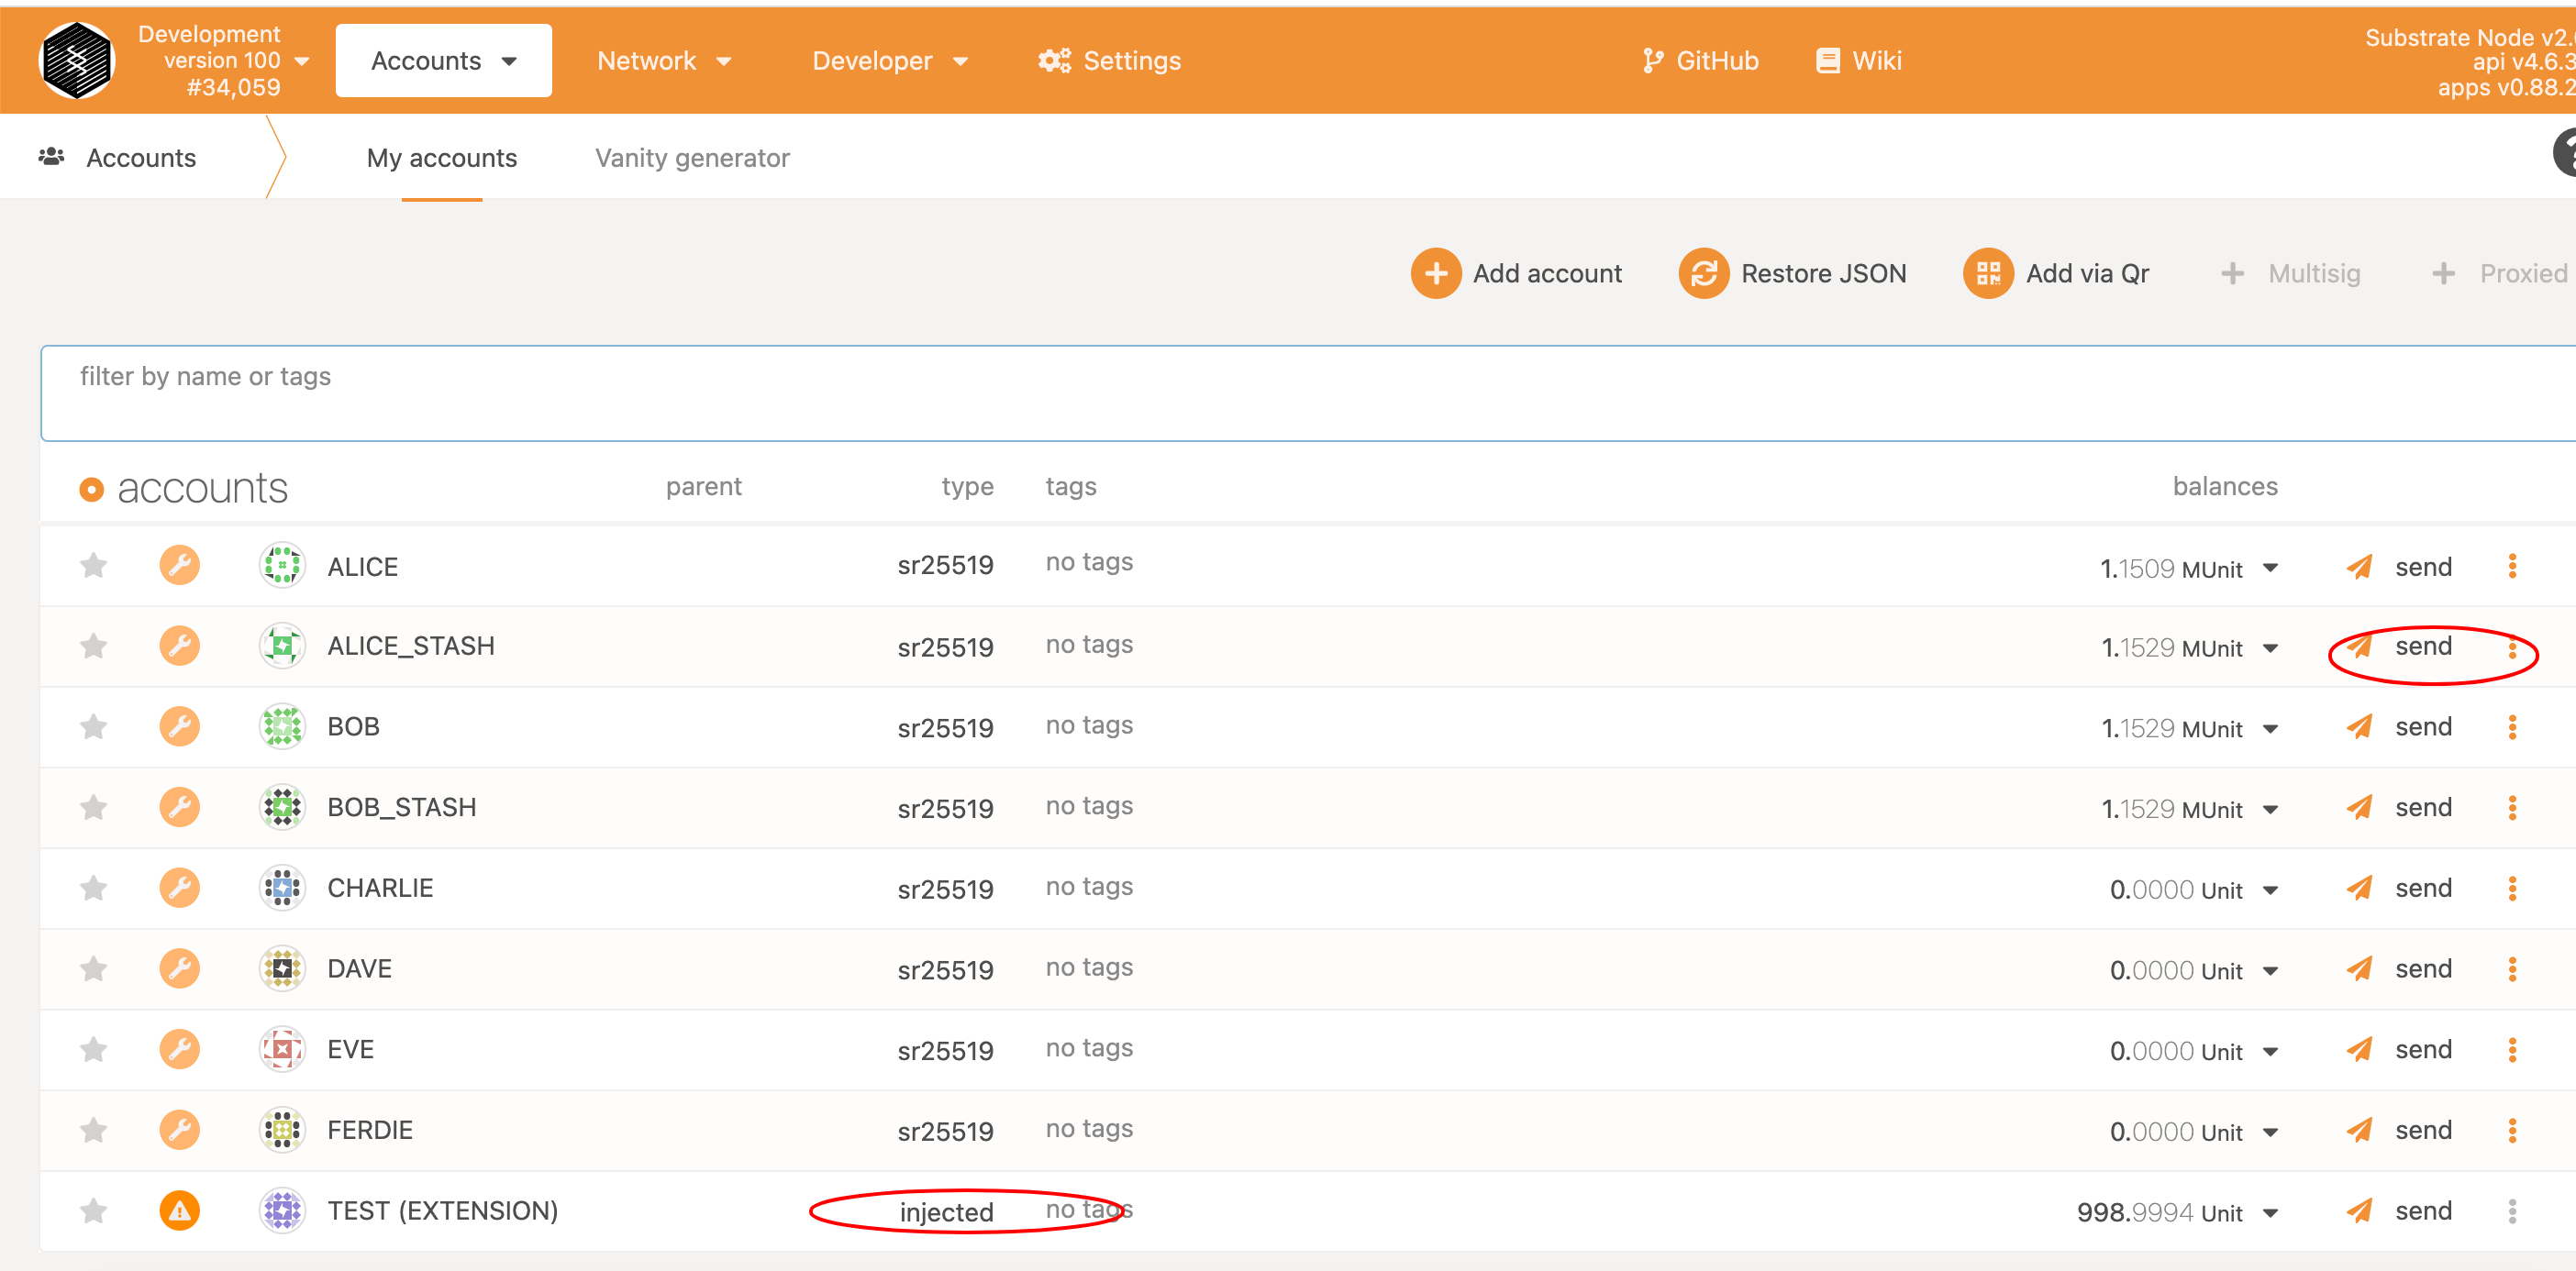 Development
version 100
#34,059
Accounts
Network
Developer
Settings
GitHub
Wiki
Substrate Node v2.
api v4.6.3
apps v0.88.2
Accounts
My accounts
Vanity generator
Add account
Restore JSON
Add via Qr
Multisig
Proxied
filter by name or tags
accounts parent type tags balances
ALICE sr25519 no tags 1.1509 MUnit send
ALICE_STASH sr25519 no tags 1.1529 MUnit send
BOB sr25519 no tags 1.1529 MUnit send
BOB_STASH sr25519 no tags 1.1529 MUnit send
CHARLIE sr25519 no tags 0.0000 Unit send
DAVE sr25519 no tags 0.0000 Unit send
EVE sr25519 no tags 0.0000 Unit send
FERDIE sr25519 no tags 0.0000 Unit send
TEST (EXTENSION) injected no tags 998.9994 Unit send